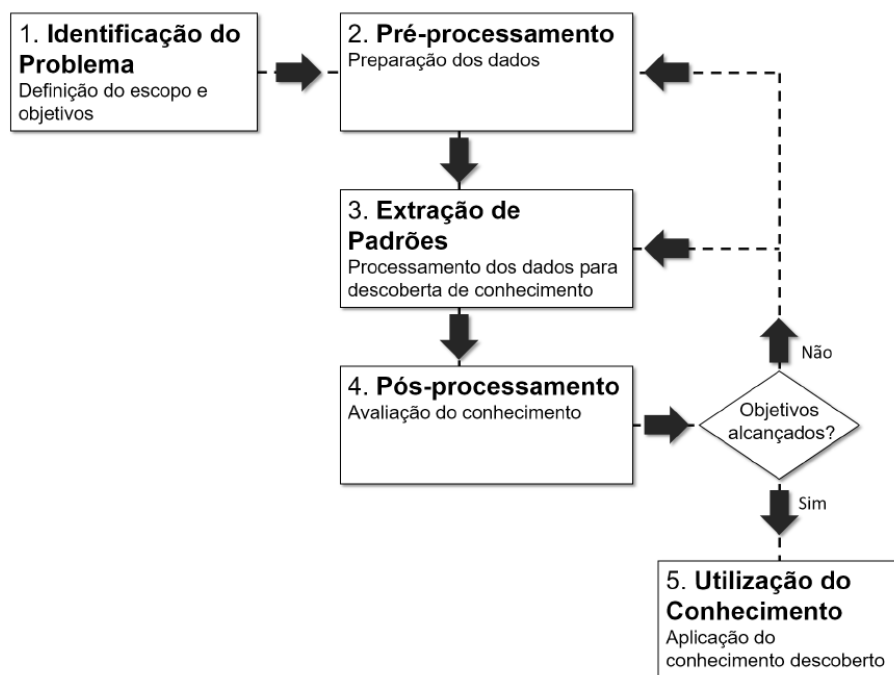 1. Identificação do
Problema
Definição do escopo e
objetivos
2. Pré-processamento
Preparação dos dados
3. Extração de
Padrões
Processamento dos dados para
descoberta de conhecimento
4. Pós-processamento
Avaliação do conhecimento
Não
Objetivos
alcançados?
Sim
5. Utilização do
Conhecimento
Aplicação do
conhecimento descoberto